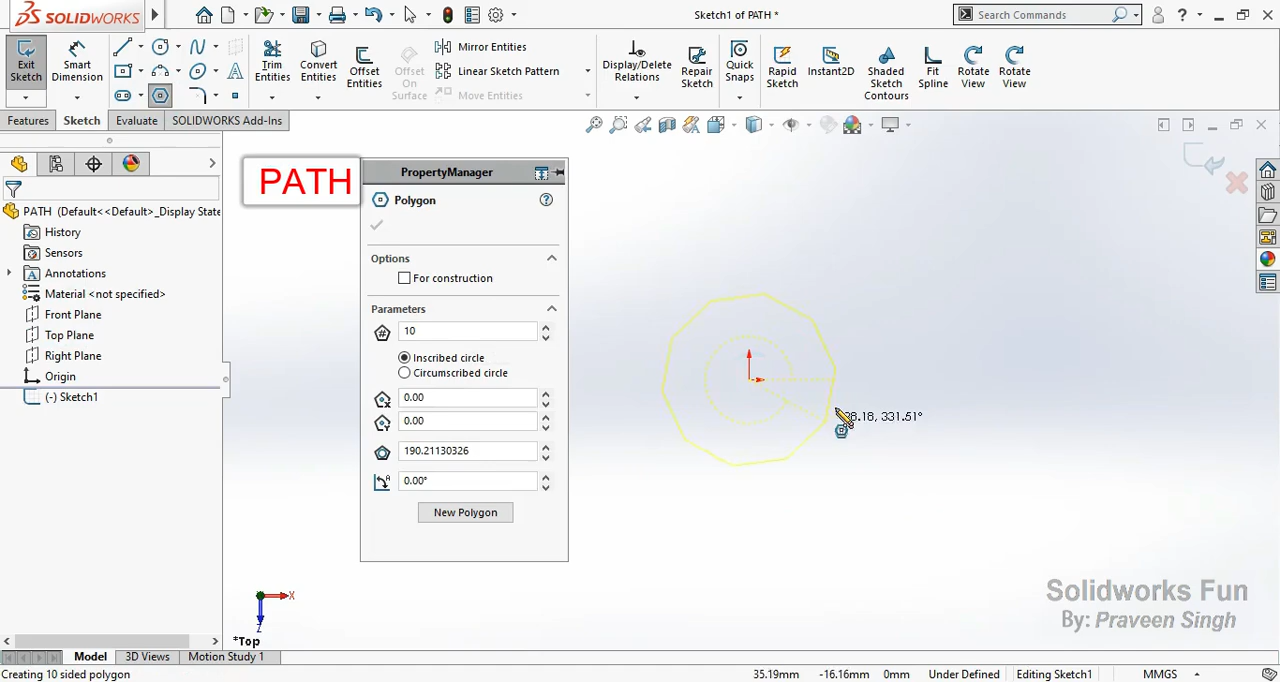 SOLIDWORKS
Sketch1 of PATH *
Search Commands
?
Exit Sketch
Smart Dimension
Trim Entities
Convert Entities
Offset Entities
Offset On Surface
Mirror Entities
Linear Sketch Pattern
Move Entities
Display/Delete Relations
Repair Sketch
Quick Snaps
Rapid Sketch
Instant2D
Shaded Sketch Contours
Fit Spline
Rotate View
Rotate View
Features
Sketch
Evaluate
SOLIDWORKS Add-Ins
PATH (Default<<Default>_Display State
History
Sensors
Annotations
Material <not specified>
Front Plane
Top Plane
Right Plane
Origin
(-) Sketch1
PATH
PropertyManager
Polygon
?
Options
For construction
Parameters
10
Inscribed circle
Circumscribed circle
0.00
0.00
190.21130326
0.00°
New Polygon
331.51°
X
Z
*Top
Solidworks Fun
By: Praveen Singh
Model
3D Views
Motion Study 1
Creating 10 sided polygon
35.19mm
-16.16mm
0mm
Under Defined
Editing Sketch1
MMGS